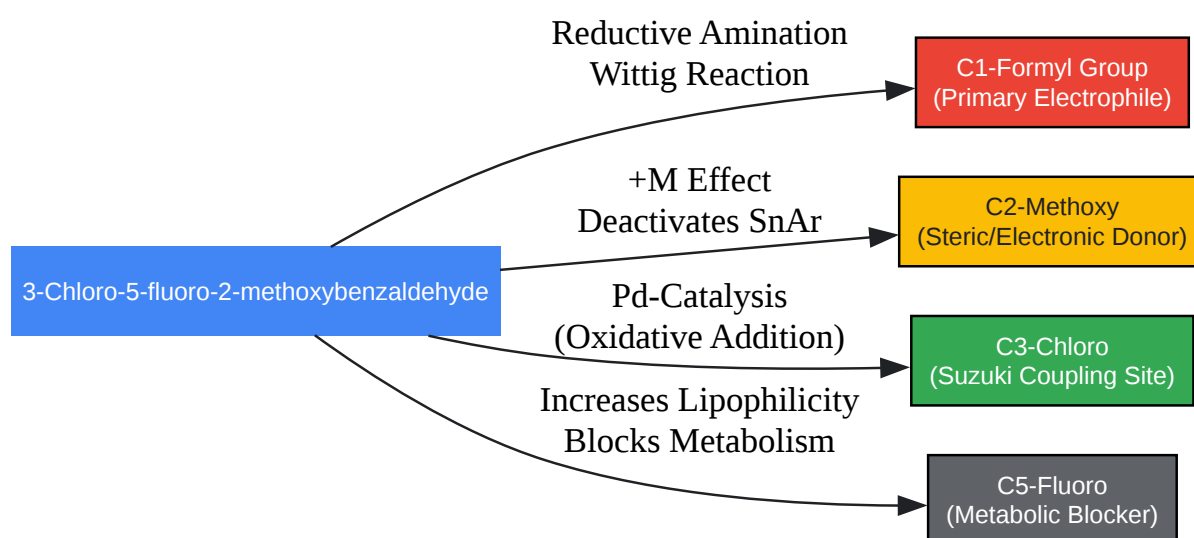 Reductive Amination
Wittig Reaction
C1-Formyl Group
(Primary Electrophile)
+M Effect
Deactivates SnAr
C2-Methoxy
(Steric/Electronic Donor)
3-Chloro-5-fluoro-2-methoxybenzaldehyde
Pd-Catalysis
(Oxidative Addition)
C3-Chloro
(Suzuki Coupling Site)
Increases Lipophilicity
Blocks Metabolism
C5-Fluoro
(Metabolic Blocker)